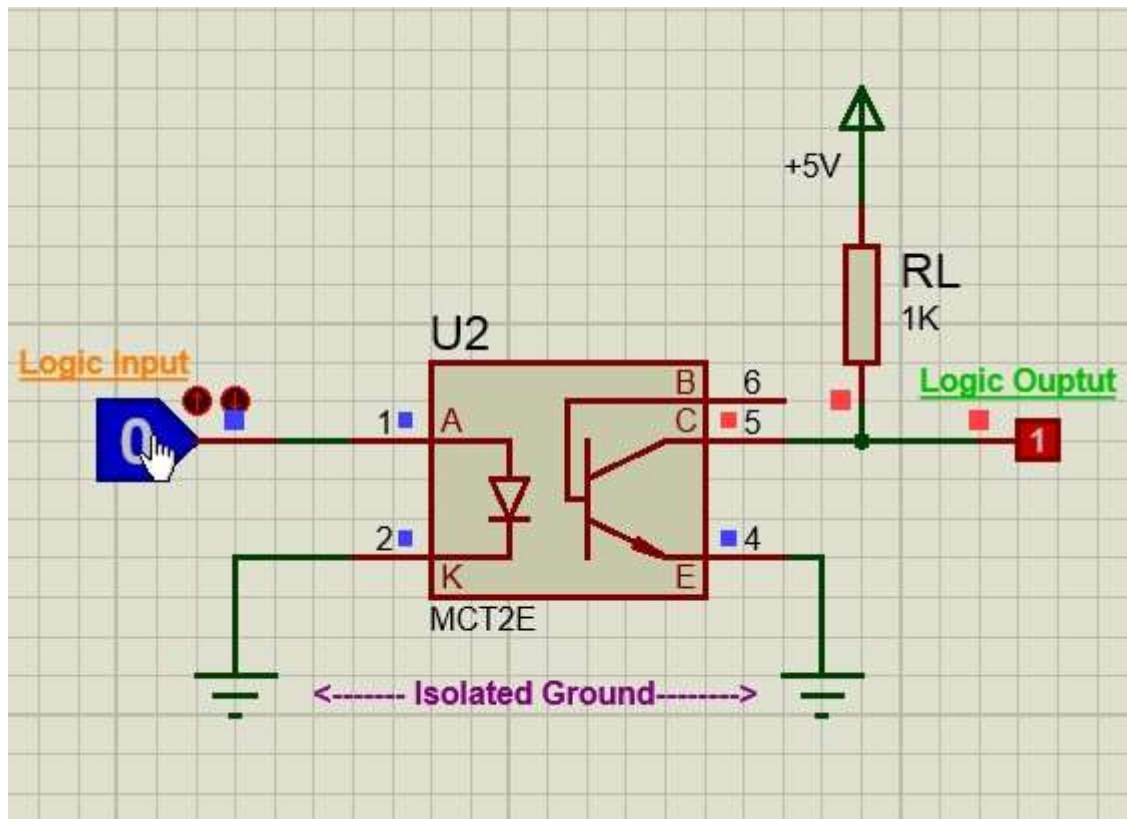 +5V
RL
1K
U2
Logic Input
Logic Ouptut
0
1
A
B
6
C
5
1
2
K
E
4
MCT2E
<------- Isolated Ground-------->